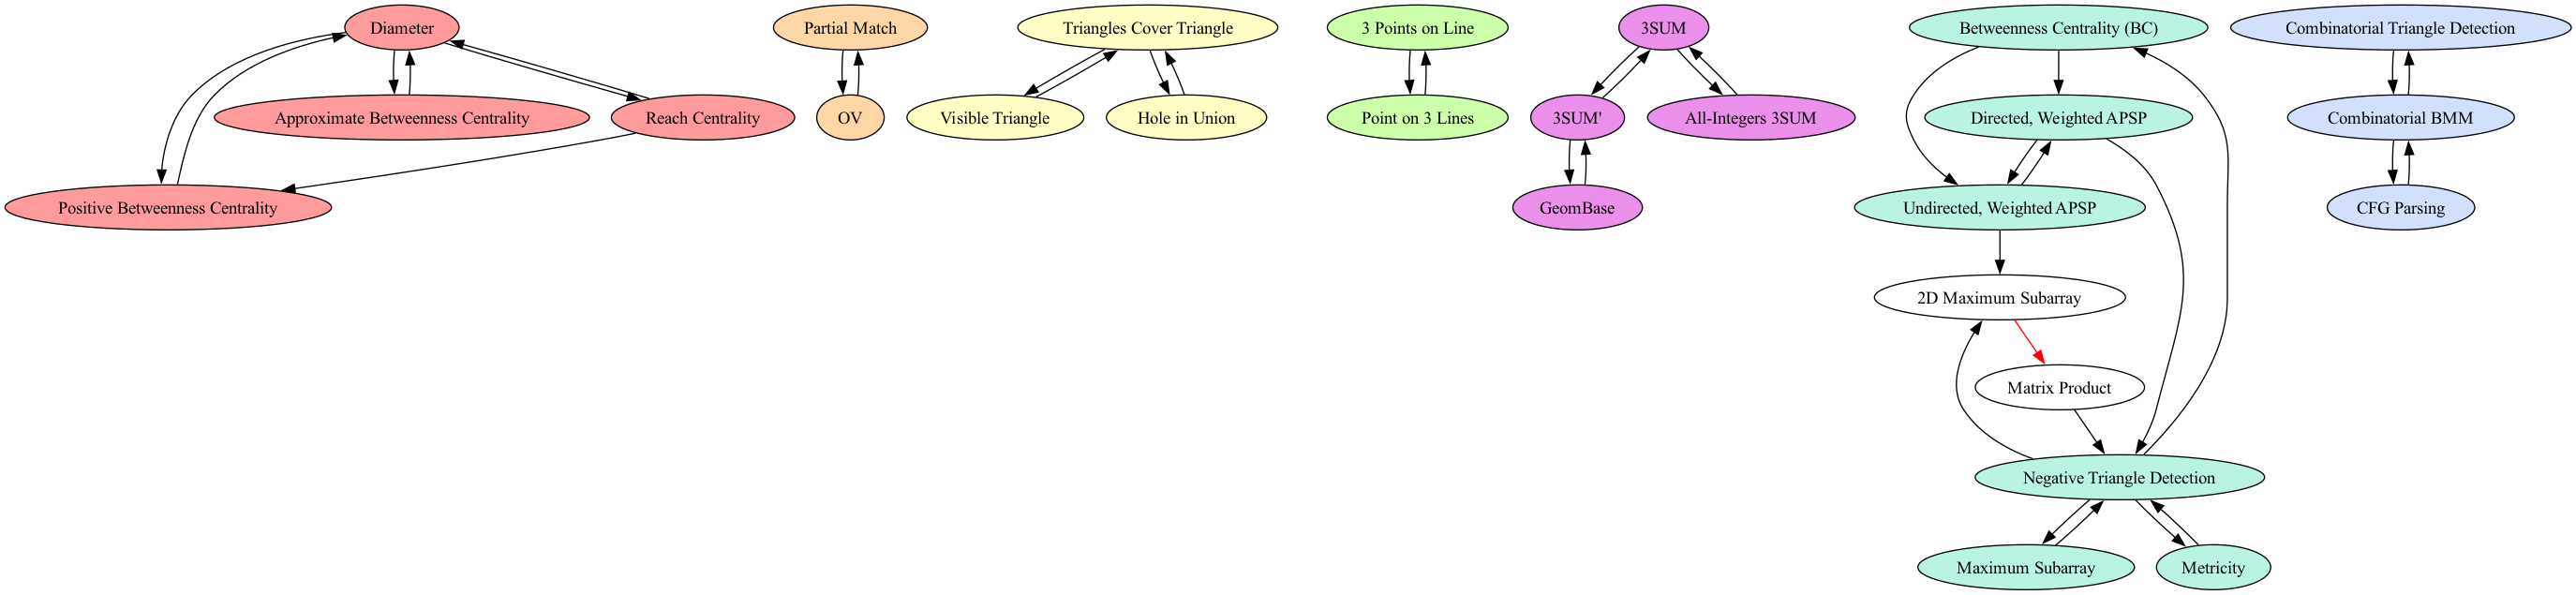 Diameter
Partial Match
Triangles Cover Triangle
3 Points on Line
3SUM
Betweenness Centrality (BC)
Combinatorial Triangle Detection
Approximate Betweenness Centrality
Reach Centrality
OV
Visible Triangle
Hole in Union
Point on 3 Lines
3SUM'
All-Integers 3SUM
Directed, Weighted APSP
Combinatorial BMM
Positive Betweenness Centrality
GeomBase
Undirected, Weighted APSP
CFG Parsing
2D Maximum Subarray
Matrix Product
Negative Triangle Detection
Maximum Subarray
Metricity